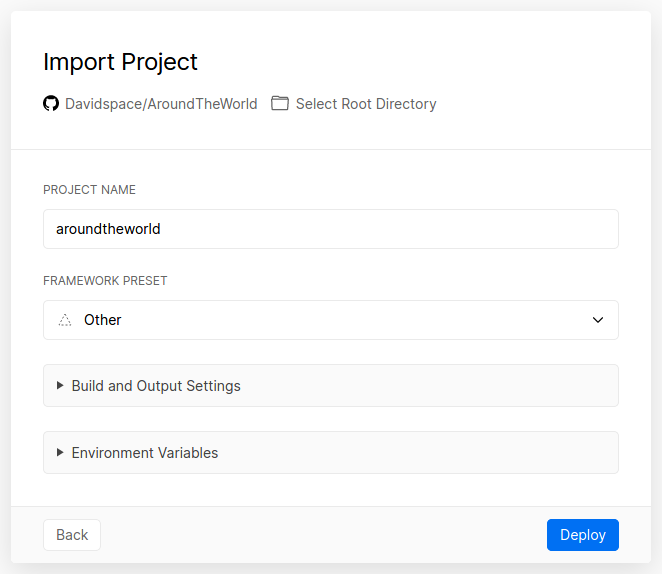 Import Project
Davidspace/AroundTheWorld Select Root Directory
PROJECT NAME
aroundtheworld
FRAMEWORK PRESET
Other
Build and Output Settings
Environment Variables
Back Deploy